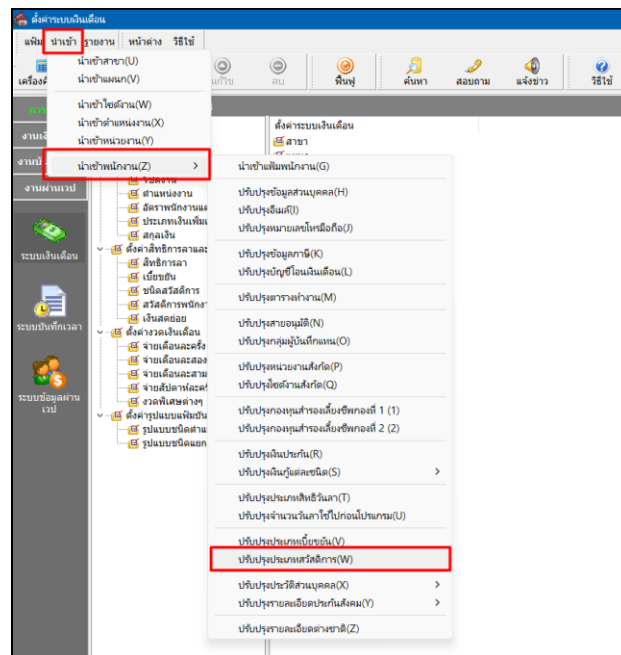 ตั้งค่าระบบเงินเดือน
แฟ้ม นำเข้า รายงาน หน้าต่าง วิธีใช้
ลบ ฟื้นฟู ค้นหา สอบถาม แจ้งข่าว วิธีใช้
นำเข้าสาขา(U)
นำเข้าแผนก(V)
นำเข้าไซต์งาน(W)
นำเข้าตำแหน่งงาน(X)
นำเข้าหน่วยงาน(Y)
นำเข้าพนักงาน(Z) >
งานผ่านเวป
ระบบเงินเดือน
ระบบบันทึกเวลา
ระบบข้อมูลผ่าน
เวป
ตั้งค่าระบบเงินเดือน
สาขา
ตำแหน่งงาน
อัตราพนักงานแต
ประเภทเงินเพิ่มเ
สกุลเงิน
ตั้งค่าสิทธิการลาและ
สิทธิการลา
เบี้ยขยัน
ชนิดสวัสดิการ
สวัสดิการพนักงา
เงินสดย่อย
ตั้งค่างวดเงินเดือน
จ่ายเดือนละครั้ง
จ่ายเดือนละสอง
จ่ายเดือนละสาม
จ่ายสัปดาห์ละคร
งวดพิเศษต่างๆ
ตั้งค่ารูปแบบแฟ้มบัน
รูปแบบชนิดตำแ
รูปแบบชนิดแยก
นำเข้าแฟ้มพนักงาน(G)
ปรับปรุงข้อมูลส่วนบุคคล(H)
ปรับปรุงอีเมล์(I)
ปรับปรุงหมายเลขโทรมือถือ(J)
ปรับปรุงข้อมูลภาษี(K)
ปรับปรุงบัญชีโอนเงินเดือน(L)
ปรับปรุงตารางทำงาน(M)
ปรับปรุงสายอนุมัติ(N)
ปรับปรุงกลุ่มผู้บันทึกแทน(O)
ปรับปรุงหน่วยงานสังกัด(P)
ปรับปรุงไซต์งานสังกัด(Q)
ปรับปรุงกองทุนสำรองเลี้ยงชีพกองที่ 1 (1)
ปรับปรุงกองทุนสำรองเลี้ยงชีพกองที่ 2 (2)
ปรับปรุงเงินประกัน(R)
ปรับปรุงเงินกู้แต่ละชนิด(S) >
ปรับปรุงประเภทสิทธิวันลา(T)
ปรับปรุงจำนวนวันลาใช้ไปก่อนโปรแกรม(U)
ปรับปรุงประเภทเบี้ยขยัน(V)
ปรับปรุงประเภทสวัสดิการ(W)
ปรับปรุงประวัติส่วนบุคคล(X) >
ปรับปรุงรายละเอียดประกันสังคม(Y) >
ปรับปรุงรายละเอียดต่างชาติ(Z)